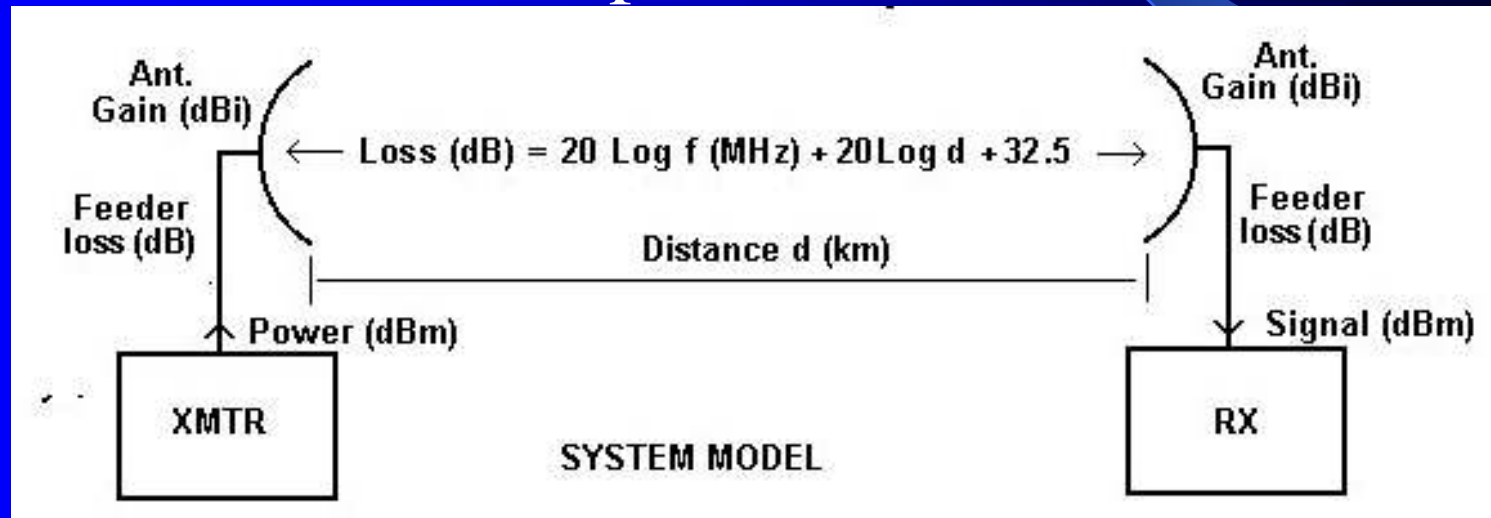 Ant.
Gain (dBi)
Ant.
Gain (dBi)
Loss (dB) = 20 Log f (MHz) + 20Log d +32.5
Feeder
loss (dB)
Feeder
loss (dB)
Distance d (km)
Power (dBm)
Signal (dBm)
XMTR
RX
SYSTEM MODEL